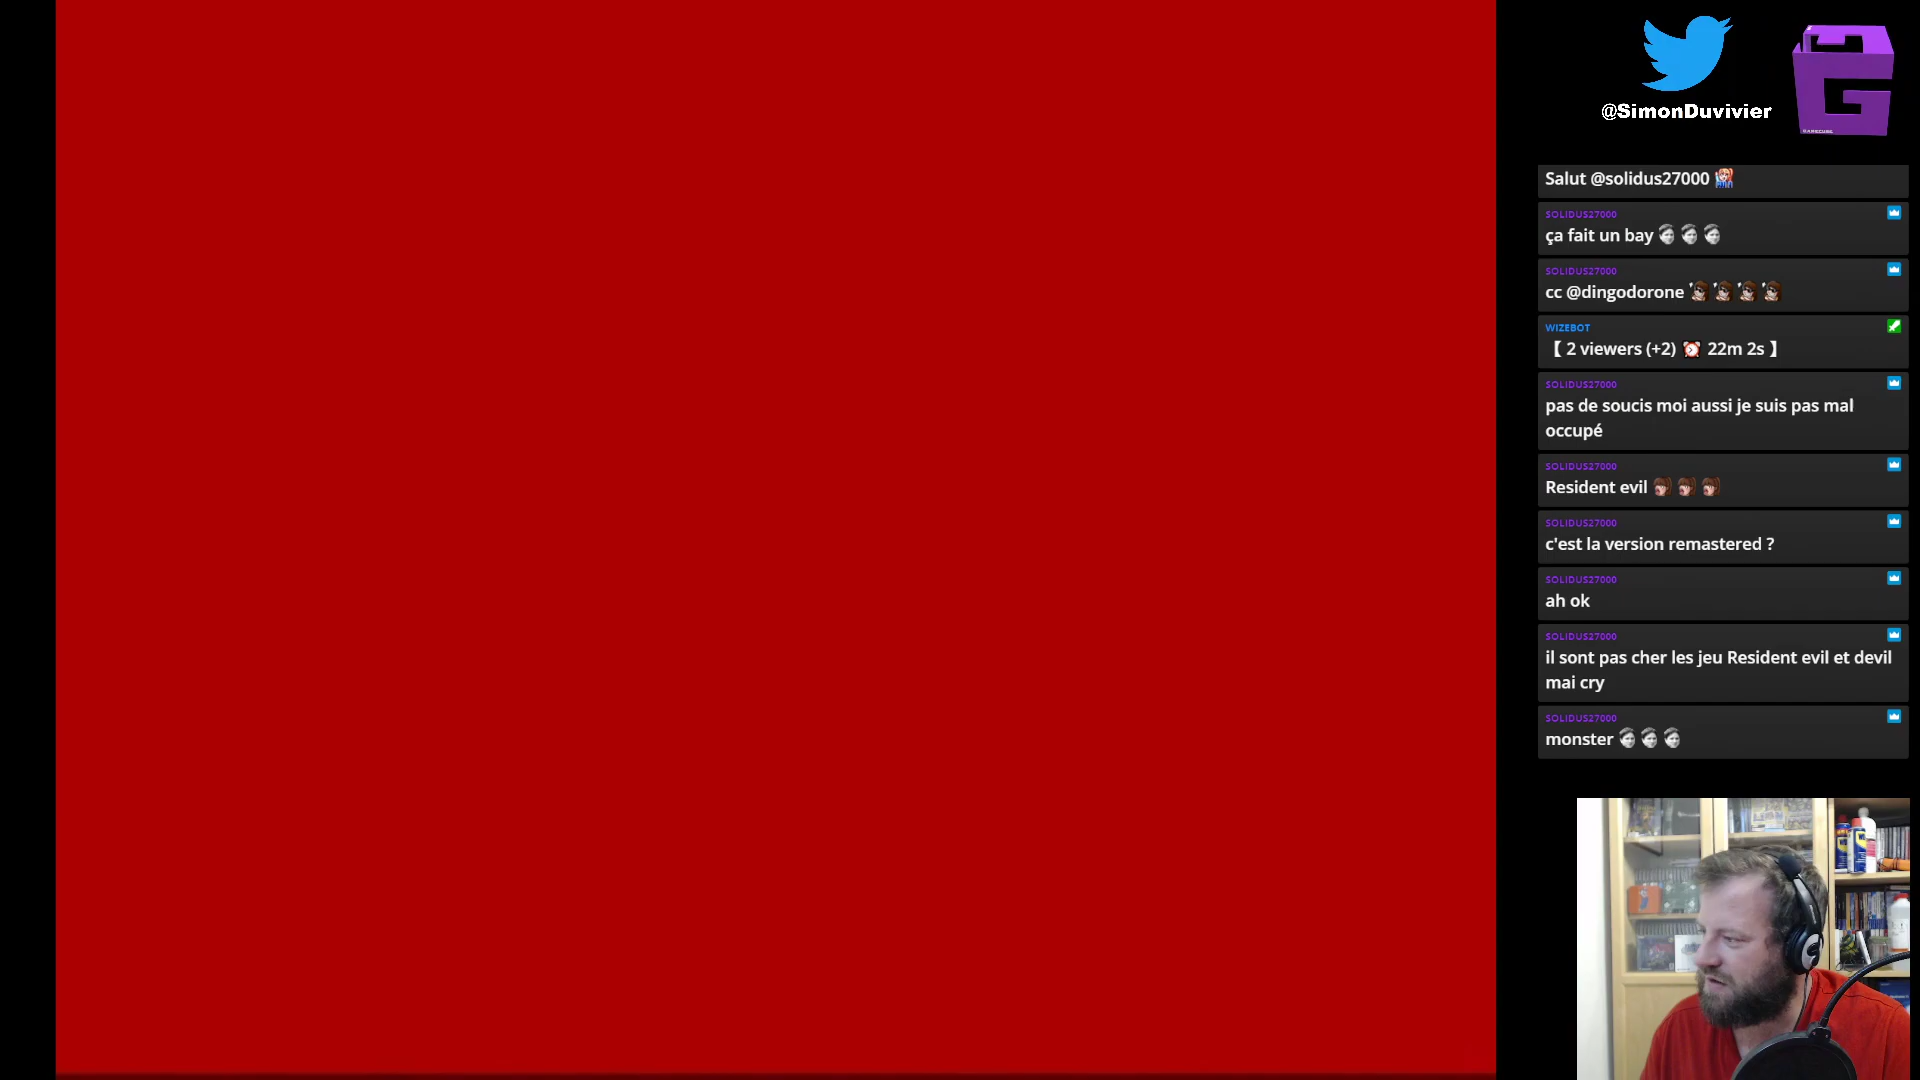 @SimonDuvivier
GAMECUBE
Salut @solidus27000
SOLIDUS27000
ça fait un bay
SOLIDUS27000
cc @dingodorone
WIZEBOT
【 2 viewers (+2) ⏰ 22m 2s 】
SOLIDUS27000
pas de soucis moi aussi je suis pas mal
occupé
SOLIDUS27000
Resident evil
SOLIDUS27000
c'est la version remastered ?
SOLIDUS27000
ah ok
SOLIDUS27000
il sont pas cher les jeu Resident evil et devil
mai cry
SOLIDUS27000
monster